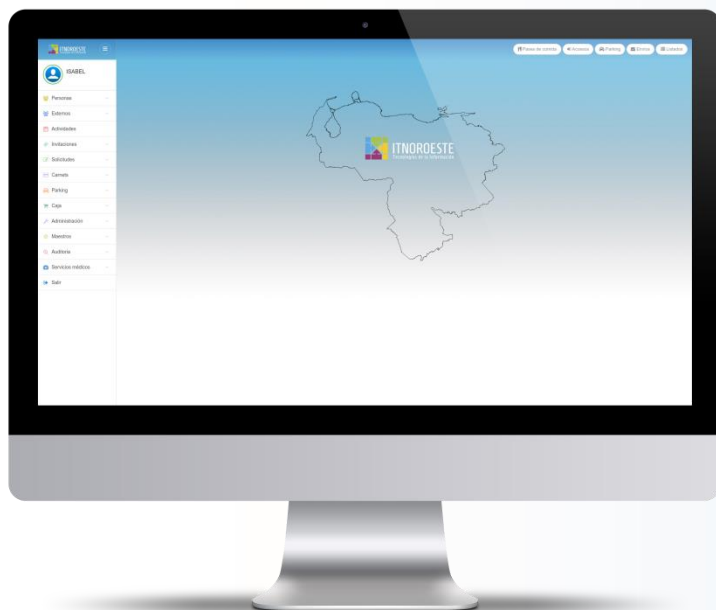 ITNOROESTE
ISABEL
Personas
Externos
Actividades
Invitaciones
Solicitudes
Carnets
Parking
Caja
Administración
Maestros
Auditoría
Servicios médicos
Salir
Pases de comida
Accesos
Parking
Envíos
Listados
ITNOROESTE
Tecnologías de la Información